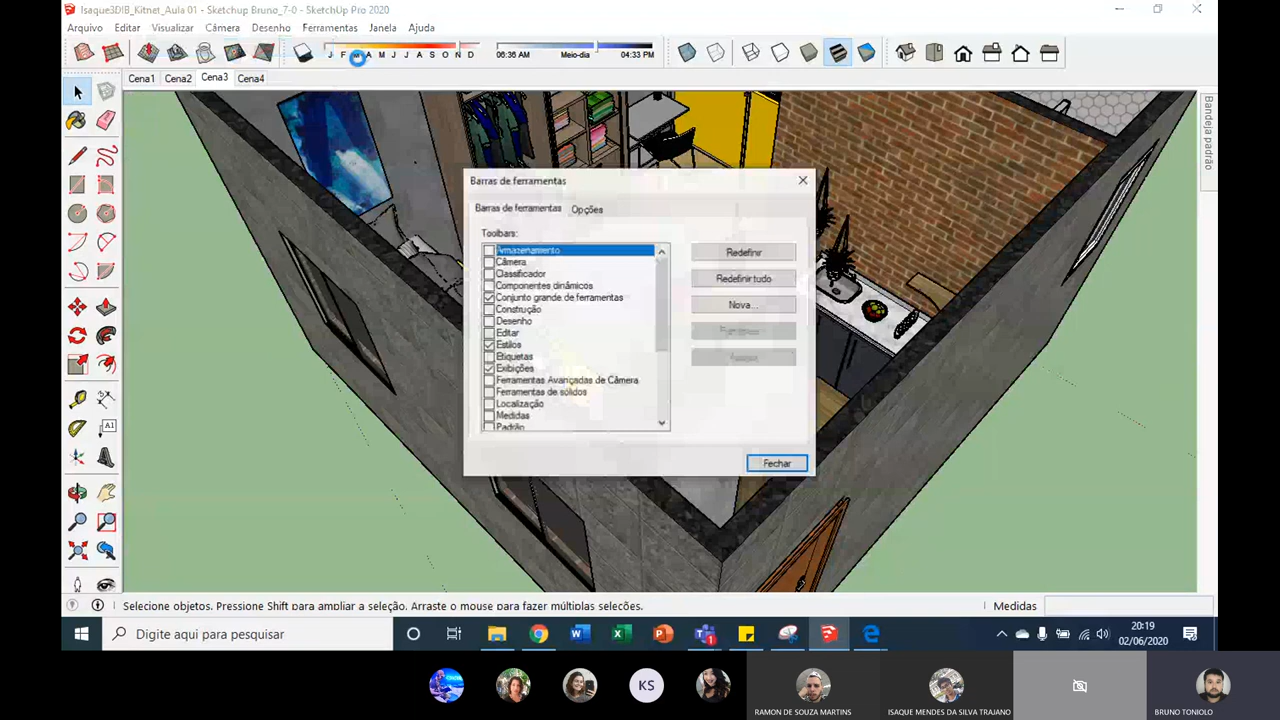 Isaque3DIB_Kitnet_Aula 01 - Sketchup Bruno_7-0 - SketchUp Pro 2020
Arquivo Editar Visualizar Câmera Desenho Ferramentas Janela Ajuda
J F A M J J A S O N D
06:36 AM Meio-dia 04:33 PM
Cena1 Cena2 Cena3 Cena4
Bandeja padrão
Barras de ferramentas
Barras de ferramentas Opções
Toolbars:
Armazenamento
Câmera
Classificador
Componentes dinâmicos
Conjunto grande de ferramentas
Construção
Desenho
Editar
Estilos
Etiquetas
Exibições
Ferramentas Avançadas de Câmera
Ferramentas de sólidos
Localização
Medidas
Padrão
Redefinir
Redefinir tudo
Nova...
Fechar
A1
Selecione objetos. Pressione Shift para ampliar a seleção. Arraste o mouse para fazer múltiplas selecões.
Medidas
Digite aqui para pesquisar
20:19
02/06/2020
KS
RAMON DE SOUZA MARTINS
ISAQUE MENDES DA SILVA TRAJANO
BRUNO TONIOLO